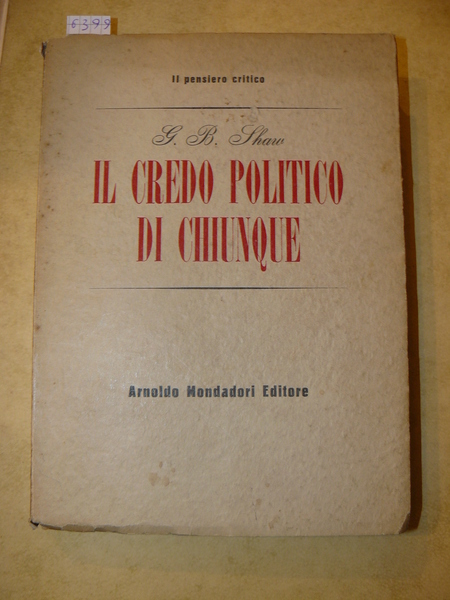 6399
Il pensiero critico
G. B. Shaw
IL CREDO POLITICO
DI CHIUNQUE
Arnoldo Mondadori Editore